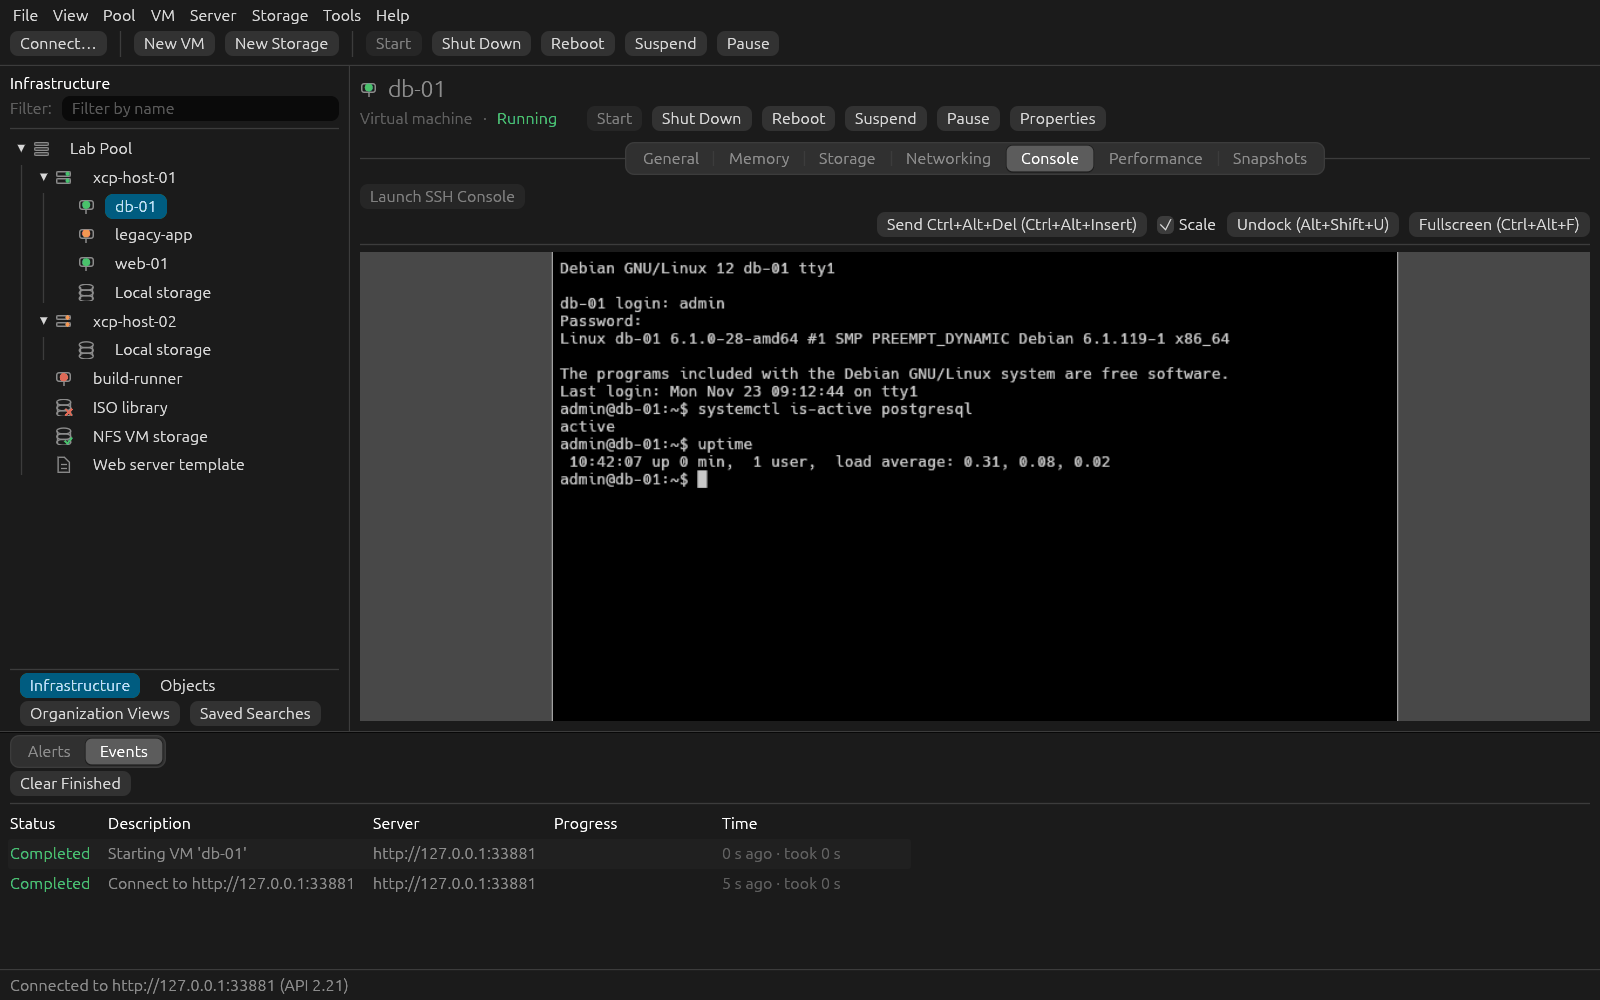 File View Pool VM Server Storage Tools Help
Connect... New VM New Storage Start Shut Down Reboot Suspend Pause
Infrastructure
Filter: Filter by name
Lab Pool
xcp-host-01
db-01
legacy-app
web-01
Local storage
xcp-host-02
Local storage
build-runner
ISO library
NFS VM storage
Web server template
Infrastructure Objects
Organization Views Saved Searches
db-01
Virtual machine · Running Start Shut Down Reboot Suspend Pause Properties
General Memory Storage Networking Console Performance Snapshots
Launch SSH Console
Send Ctrl+Alt+Del (Ctrl+Alt+Insert) Scale Undock (Alt+Shift+U) Fullscreen (Ctrl+Alt+F)
Debian GNU/Linux 12 db-01 tty1
db-01 login: admin
Password:
Linux db-01 6.1.0-28-amd64 #1 SMP PREEMPT_DYNAMIC Debian 6.1.119-1 x86_64
The programs included with the Debian GNU/Linux system are free software.
Last login: Mon Nov 23 09:12:44 on tty1
admin@db-01:~$ systemctl is-active postgresql
active
admin@db-01:~$ uptime
10:42:07 up 0 min, 1 user, load average: 0.31, 0.08, 0.02
admin@db-01:~$
Alerts Events
Clear Finished
Status Description Server Progress Time
Completed Starting VM 'db-01' http://127.0.0.1:33881 0 s ago · took 0 s
Completed Connect to http://127.0.0.1:33881 http://127.0.0.1:33881 5 s ago · took 0 s
Connected to http://127.0.0.1:33881 (API 2.21)